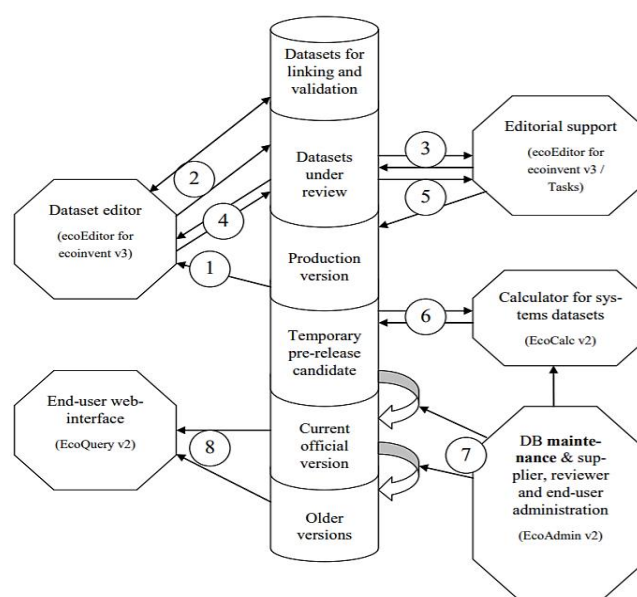 Datasets for
linking and
validation
Datasets
under
review
Production
version
Temporary
pre-release
candidate
Current
official
version
Older
versions
Dataset editor
(ecoEditor for
ecoinvent v3)
End-user web-
interface
(EcoQuery v2)
Editorial support
(ecoEditor for
ecoinvent v3 /
Tasks)
Calculator for sys-
tems datasets
(EcoCalc v2)
DB mainte-
nance & sup-
plier, reviewer
and end-user
administration
(EcoAdmin v2)
1
2
3
4
5
6
7
8